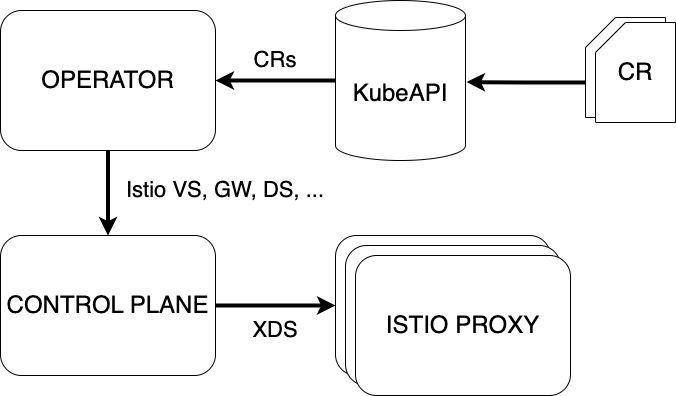 OPERATOR
CRs
KubeAPI
CR
Istio VS, GW, DS, ...
CONTROL PLANE
XDS
ISTIO PROXY